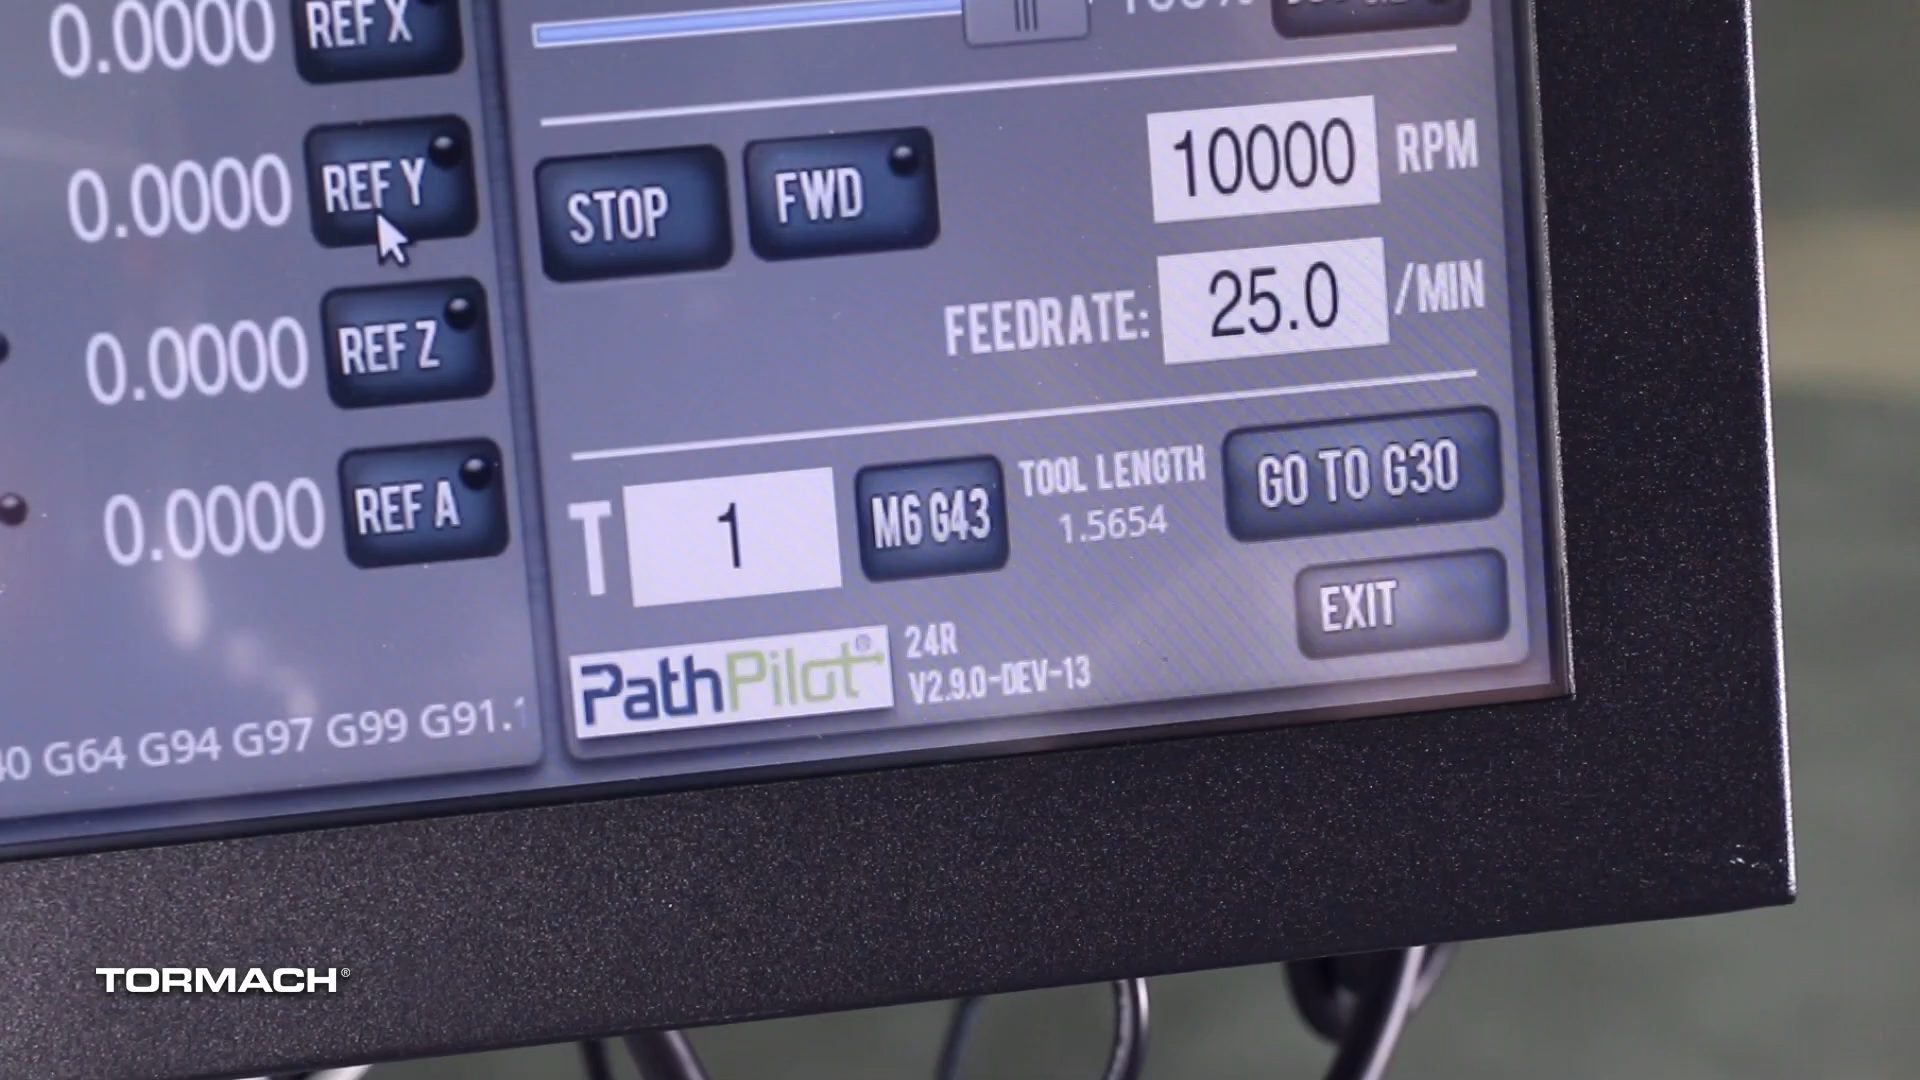 0.0000 REF X
0.0000 REF Y
0.0000 REF Z
0.0000 REF A
G64 G94 G97 G99 G91.1
100%
STOP FWD 10000 RPM
FEEDRATE: 25.0 /MIN
T 1 M6 G43 TOOL LENGTH 1.5654 GO TO G30
EXIT
PathPilot® 24R
V2.9.0-DEV-13
TORMACH®